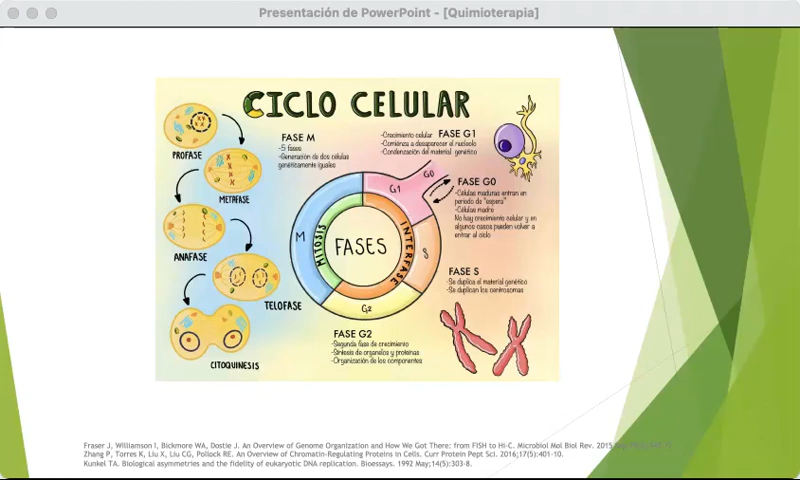 Presentación de PowerPoint - [Quimioterapia]
CICLO CELULAR
PROFASE
METAFASE
ANAFASE
TELOFASE
CITOQUINESIS
FASE M
-5 fases
-Generación de dos células
genéticamente iguales
FASE G1
-Crecimiento celular
-Comienza a desaparecer el nucleolo
-Condensación del material genético
FASE G0
-Células maduras entran en
periodo de "espera"
-Células madre
No hay crecimiento celular y en
algunos casos pueden volver a
entrar al ciclo
FASE S
-Se duplica el material genético
-Se duplican los centrosomas
FASE G2
-Segunda fase de crecimiento
-Síntesis de organelos y proteínas
-Organización de los componentes
FASES
MITOSIS
INTERFASE
M
G1
G0
S
G2
Fraser J, Williamson I, Bickmore WA, Dostie J. An Overview of Genome Organization and How We Got There: from FISH to Hi-C. Microbiol Mol Biol Rev. 2015
Zhang P, Torres K, Liu X, Liu CG, Pollock RE. An Overview of Chromatin-Regulating Proteins in Cells. Curr Protein Pept Sci. 2016;17(5):401-10.
Kunkel TA. Biological asymmetries and the fidelity of eukaryotic DNA replication. Bioessays. 1992 May;14(5):303-8.